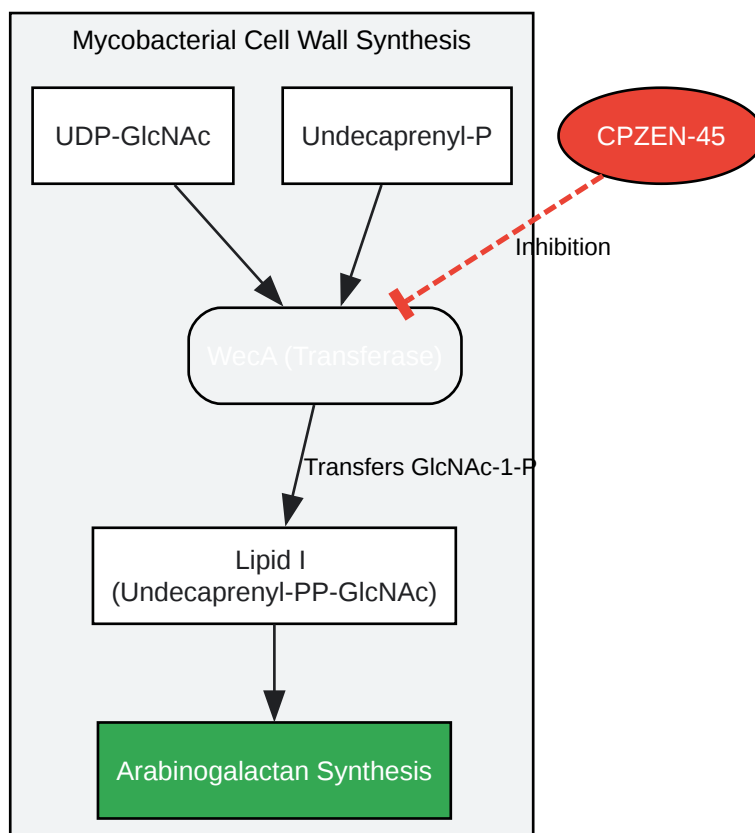 Mycobacterial Cell Wall Synthesis
UDP-GlcNAc
Undecaprenyl-P
CPZEN-45
Inhibition
WecA (Transferase)
Transfers GlcNAc-1-P
Lipid I
(Undecaprenyl-PP-GlcNAc)
Arabinogalactan Synthesis